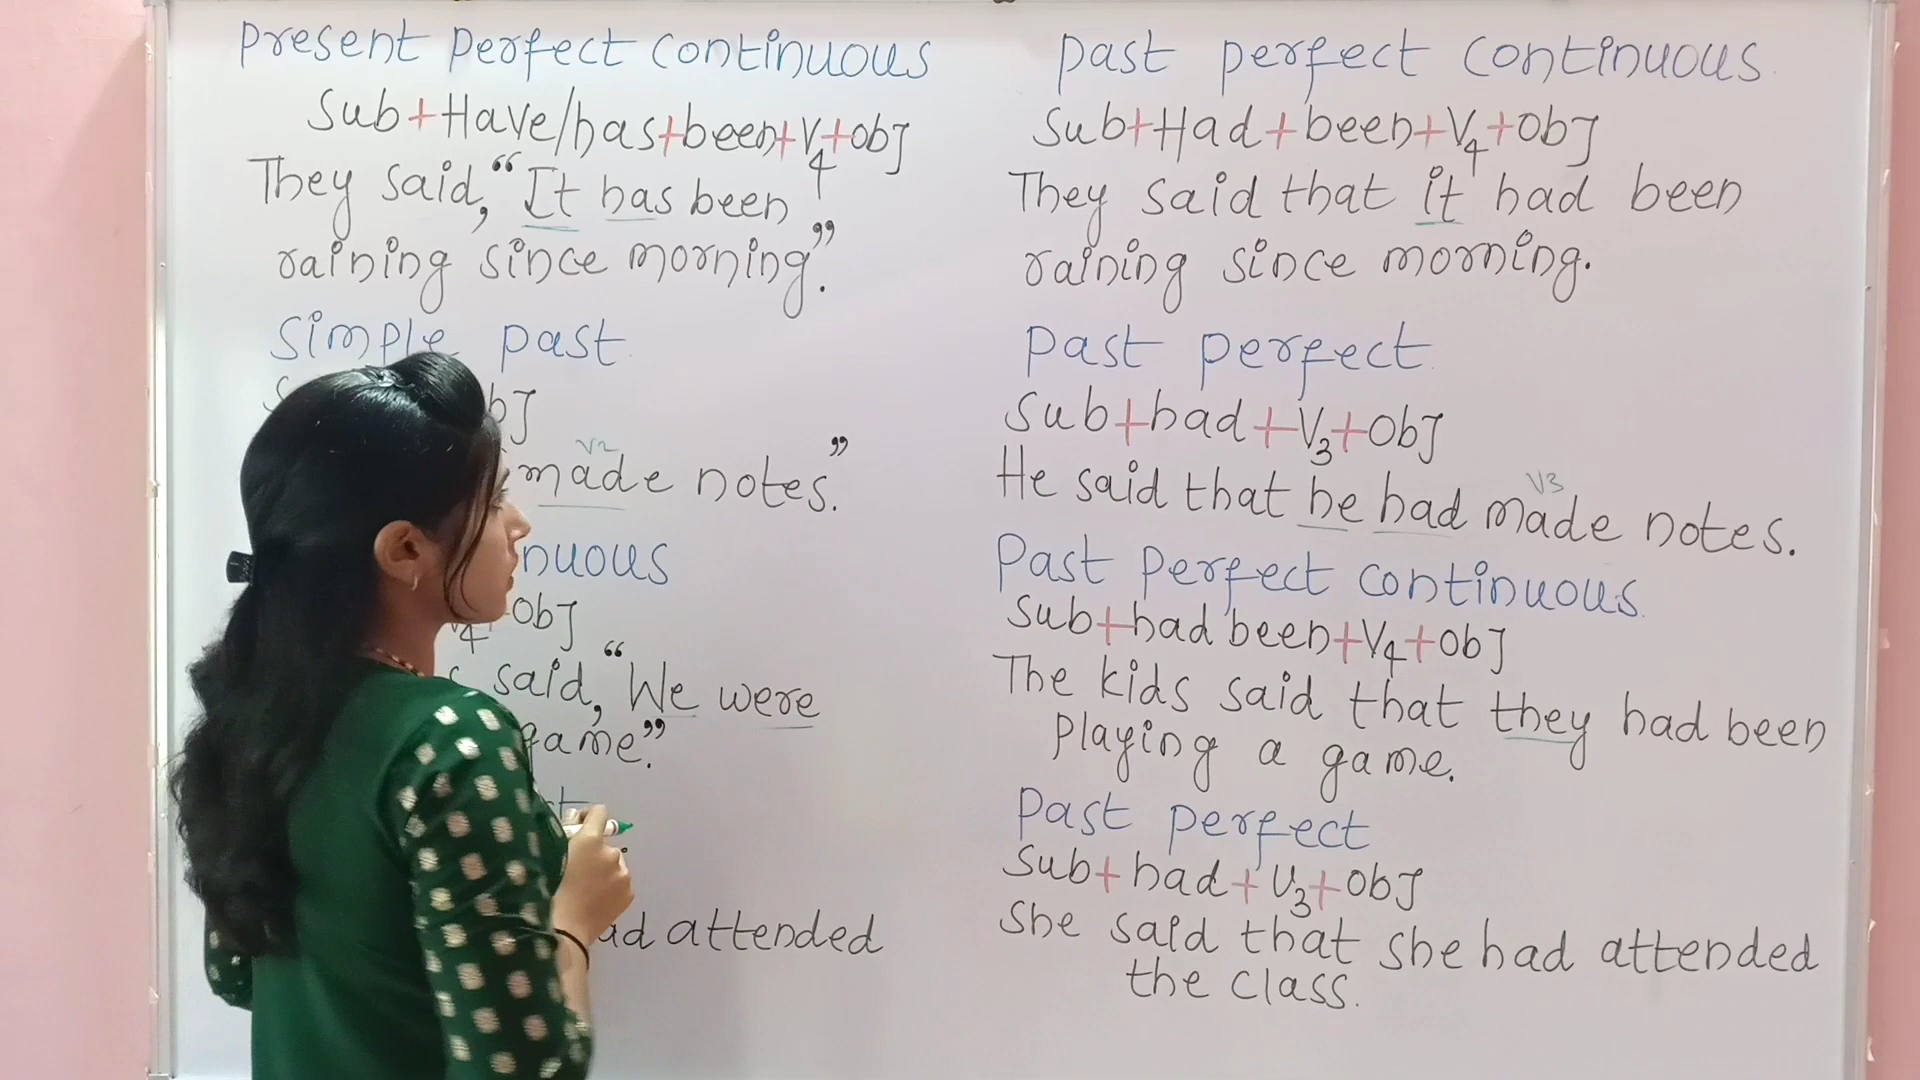 Present perfect continuous
Sub+Have/has+been+V4+obj
They said, "It has been
raining since morning".
Simple past
obj
V2
made notes."
nuous
V4+obj
said, "We were
game."
ad attended
Past perfect continuous
Sub+Had+been+V4+obj
They said that it had been
raining since morning.
Past perfect
Sub+had+V3+obj
V3
He said that he had made notes.
Past perfect continuous
Sub+had been+V4+obj
The kids said that they had been
playing a game.
Past perfect
Sub+had+V3+obj
She said that she had attended
the class.